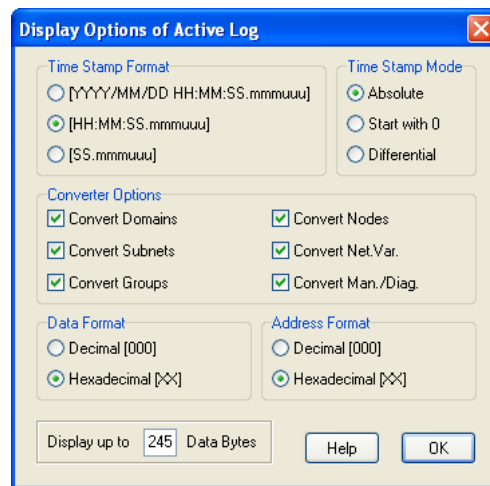 Display Options of Active Log
Time Stamp Format
[YYYY/MM/DD HH:MM:SS.mmmuuu]
[HH:MM:SS.mmmuuu]
[SS.mmmuuu]
Time Stamp Mode
Absolute
Start with 0
Differential
Converter Options
Convert Domains
Convert Nodes
Convert Subnets
Convert Net.Var.
Convert Groups
Convert Man./Diag.
Data Format
Decimal [000]
Hexadecimal [XX]
Address Format
Decimal [000]
Hexadecimal [XX]
Display up to 245 Data Bytes
Help
OK